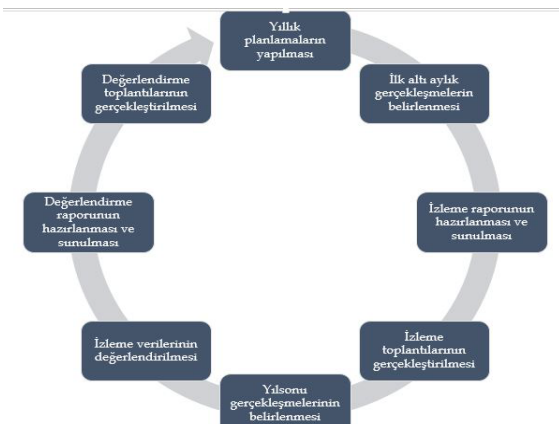 Yıllık
planlamaların
yapılması
İlk altı aylık
gerçekleşmelerin
belirlenmesi
İzleme raporunun
hazırlanması ve
sunulması
İzleme
toplantılarının
gerçekleştirilmesi
Yılsonu
gerçekleşmelerinin
belirlenmesi
İzleme verilerinin
değerlendirilmesi
Değerlendirme
raporunun
hazırlanması ve
sunulması
Değerlendirme
toplantılarının
gerçekleştirilmesi